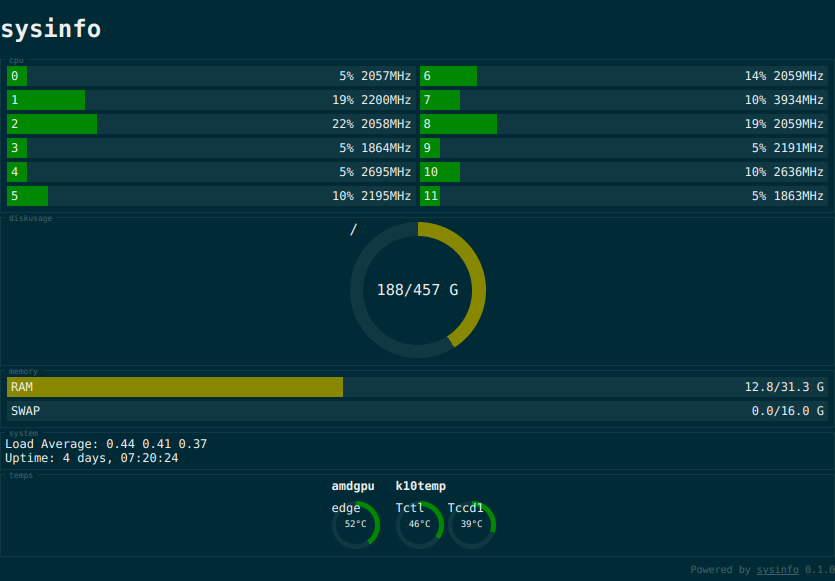 sysinfo
cpu
0 5% 2057MHz 6 14% 2059MHz
1 19% 2200MHz 7 10% 3934MHz
2 22% 2058MHz 8 19% 2059MHz
3 5% 1864MHz 9 5% 2191MHz
4 5% 2695MHz 10 10% 2636MHz
5 10% 2195MHz 11 5% 1863MHz
diskusage
/
188/457 G
memory
RAM 12.8/31.3 G
SWAP 0.0/16.0 G
system
Load Average: 0.44 0.41 0.37
Uptime: 4 days, 07:20:24
temps
amdgpu k10temp
edge Tctl Tccd1
52°C 46°C 39°C
Powered by sysinfo 0.1.0